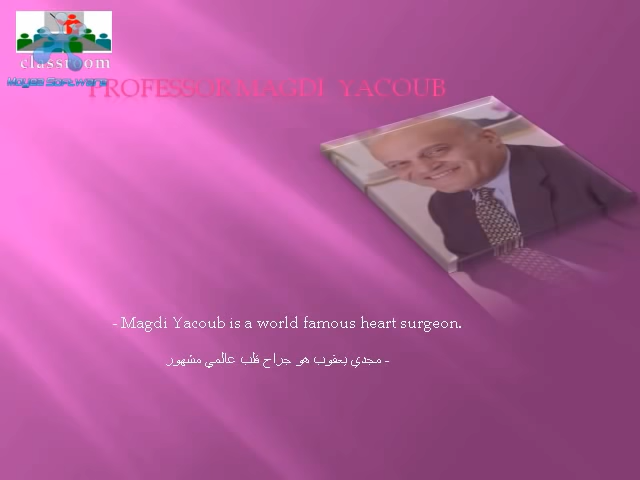 classroom
PROFESSOR MAGDI YACOUB
- Magdi Yacoub is a world famous heart surgeon.
- مجدي يعقوب هو جراح قلب عالمي مشهور